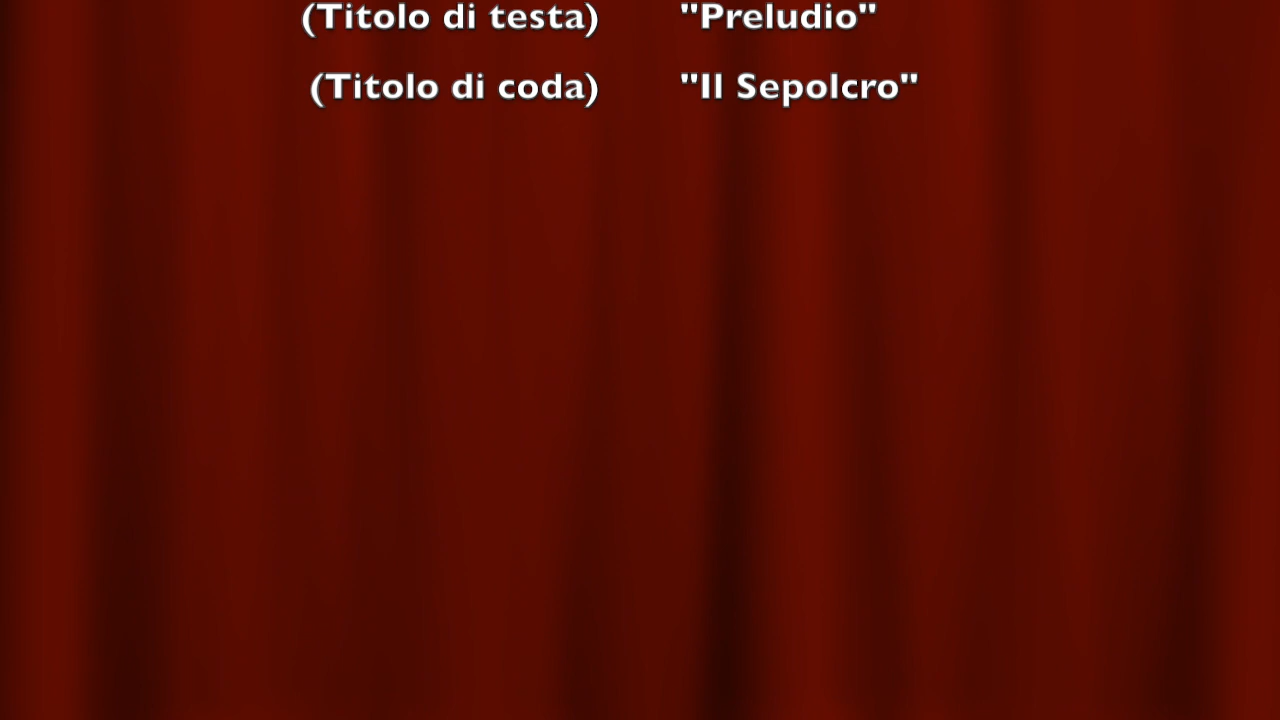 (Titolo di testa) "Preludio"
(Titolo di coda) "Il Sepolcro"